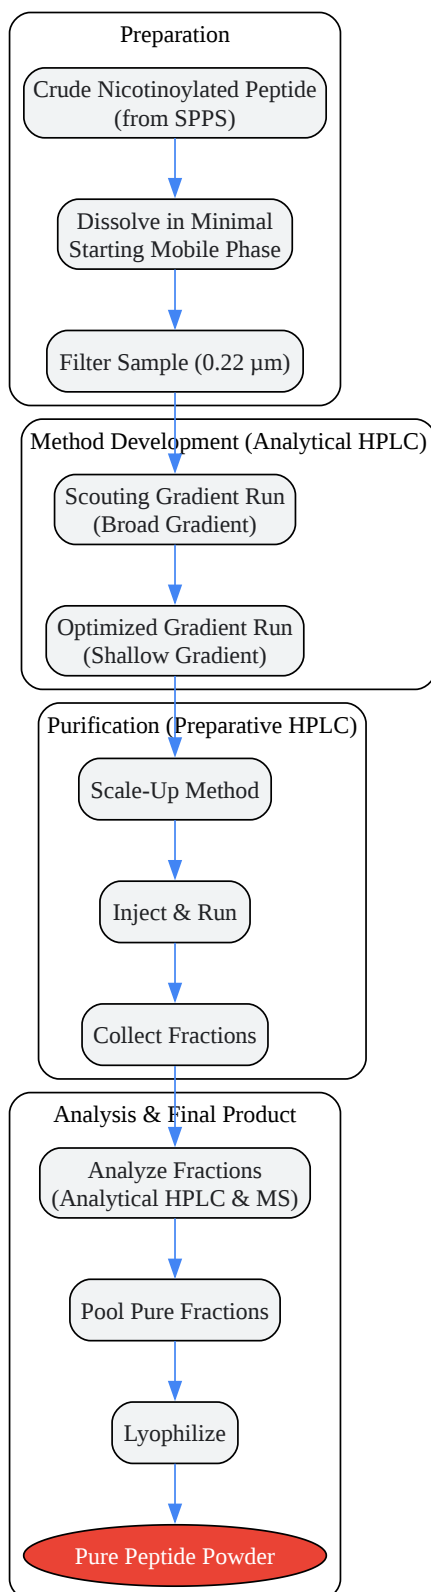 Preparation
Crude Nicotinoylated Peptide
(from SPPS)
Dissolve in Minimal
Starting Mobile Phase
Filter Sample (0.22 µm)
Method Development (Analytical HPLC)
Scouting Gradient Run
(Broad Gradient)
Optimized Gradient Run
(Shallow Gradient)
Purification (Preparative HPLC)
Scale-Up Method
Inject & Run
Collect Fractions
Analysis & Final Product
Analyze Fractions
(Analytical HPLC & MS)
Pool Pure Fractions
Lyophilize
Pure Peptide Powder